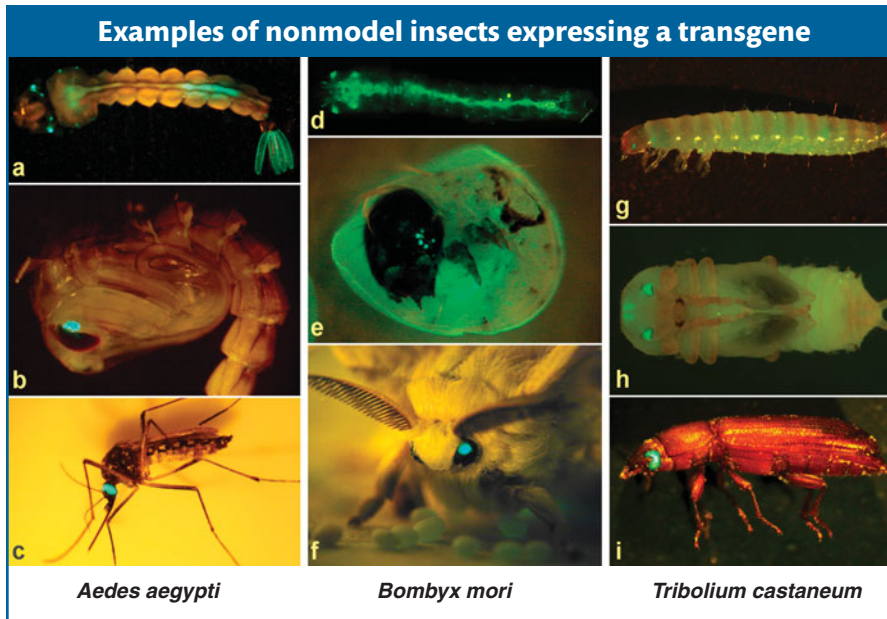 Examples of nonmodel insects expressing a transgene
a
b
c
d
e
f
g
h
i
Aedes aegypti
Bombyx mori
Tribolium castaneum